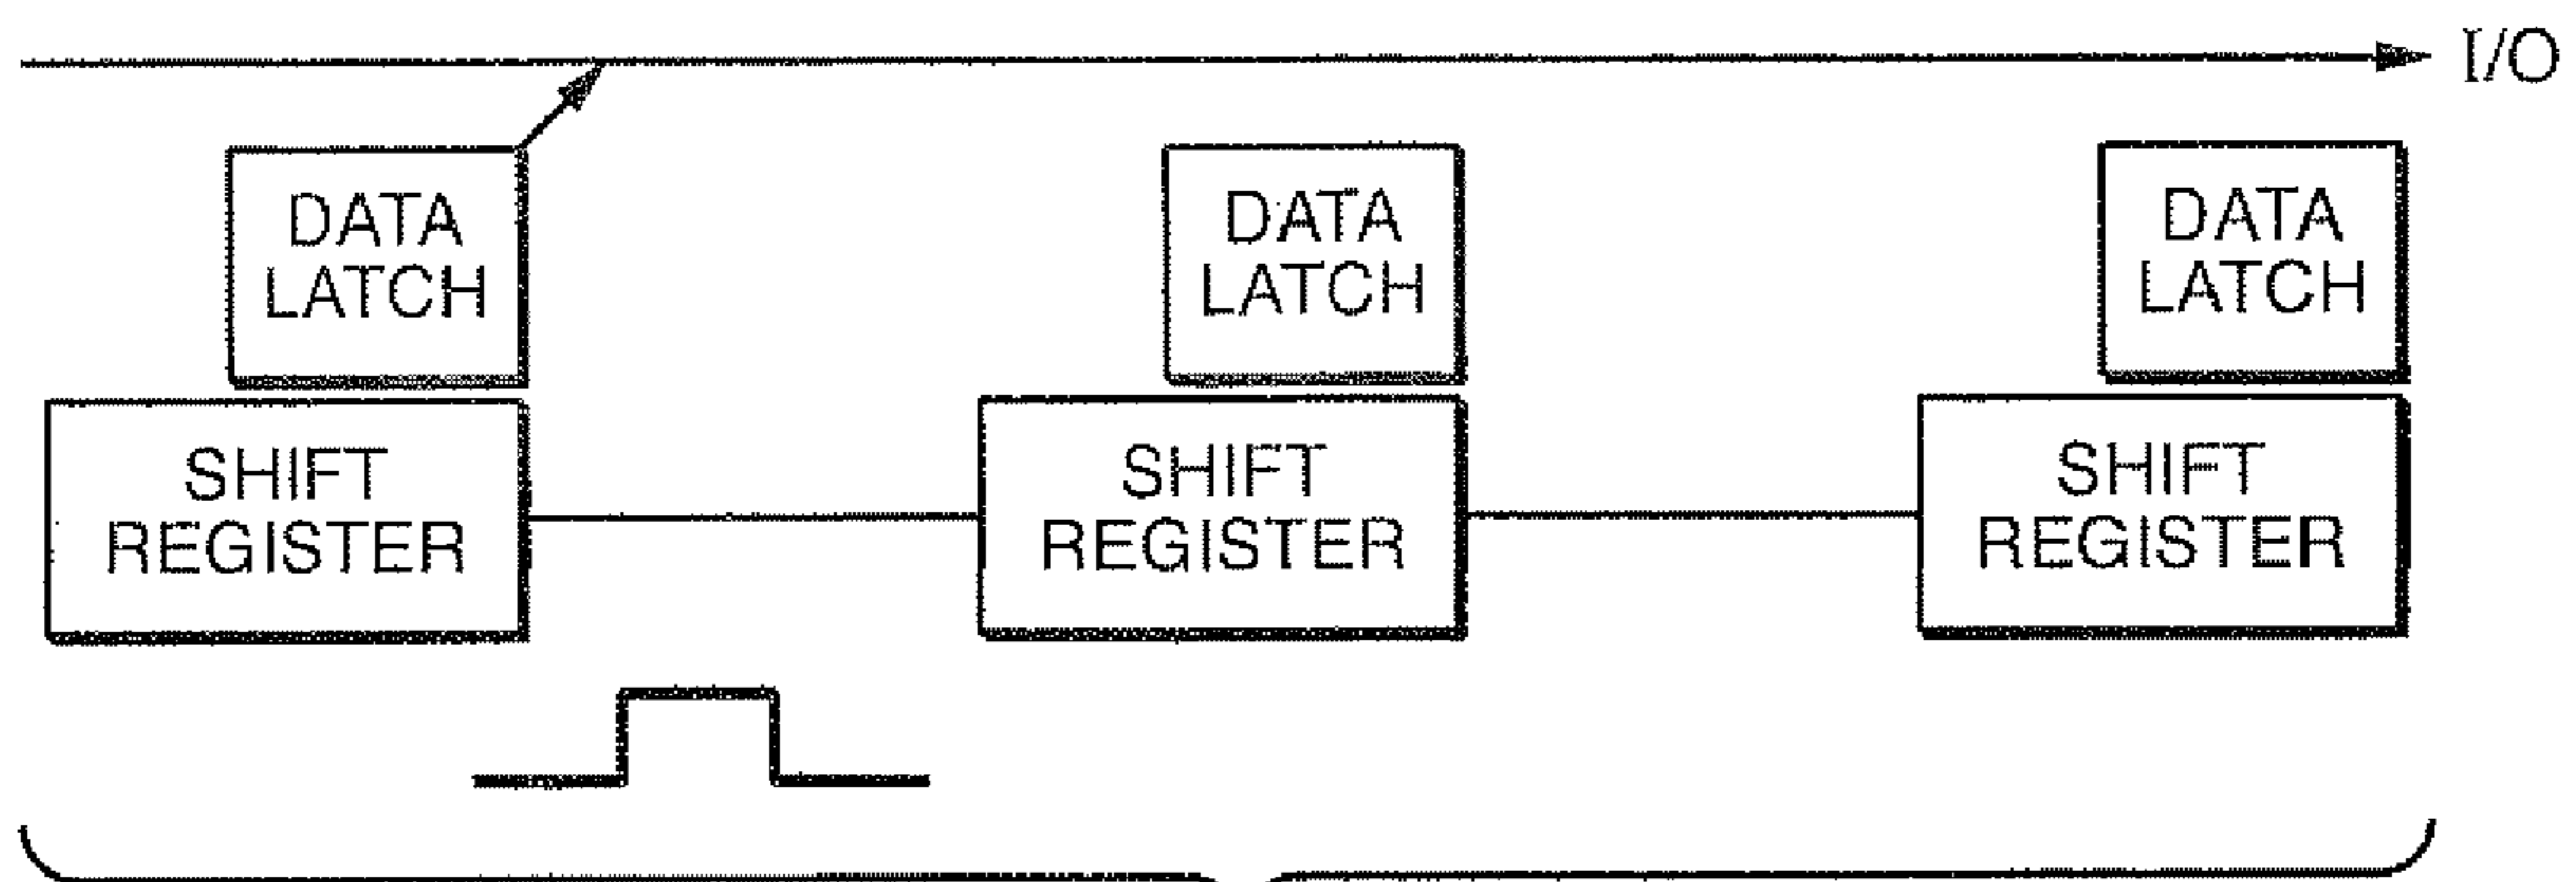 I/O
DATA
LATCH
DATA
LATCH
DATA
LATCH
SHIFT
REGISTER
SHIFT
REGISTER
SHIFT
REGISTER